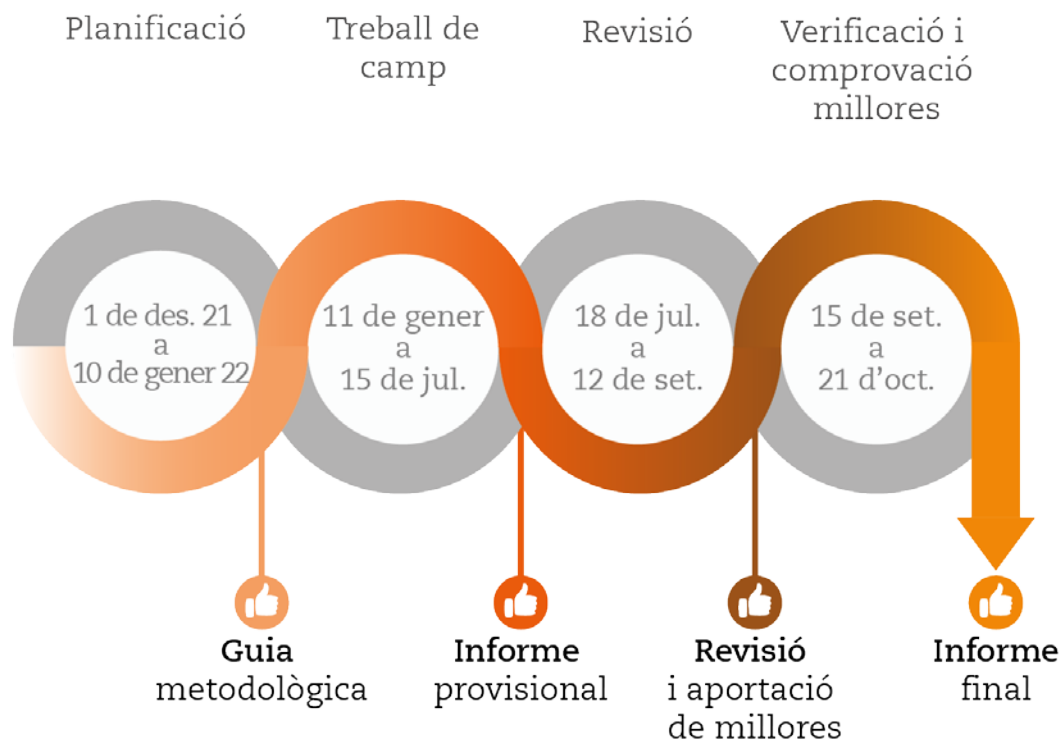 Planificació
Treball de
camp
Revisió
Verificació i
comprovació
millores
1 de des. 21
a
10 de gener 22
11 de gener
a
15 de jul.
18 de jul.
a
12 de set.
15 de set.
a
21 d'oct.
Guia
metodològica
Informe
provisional
Revisió
i aportació
de millores
Informe
final